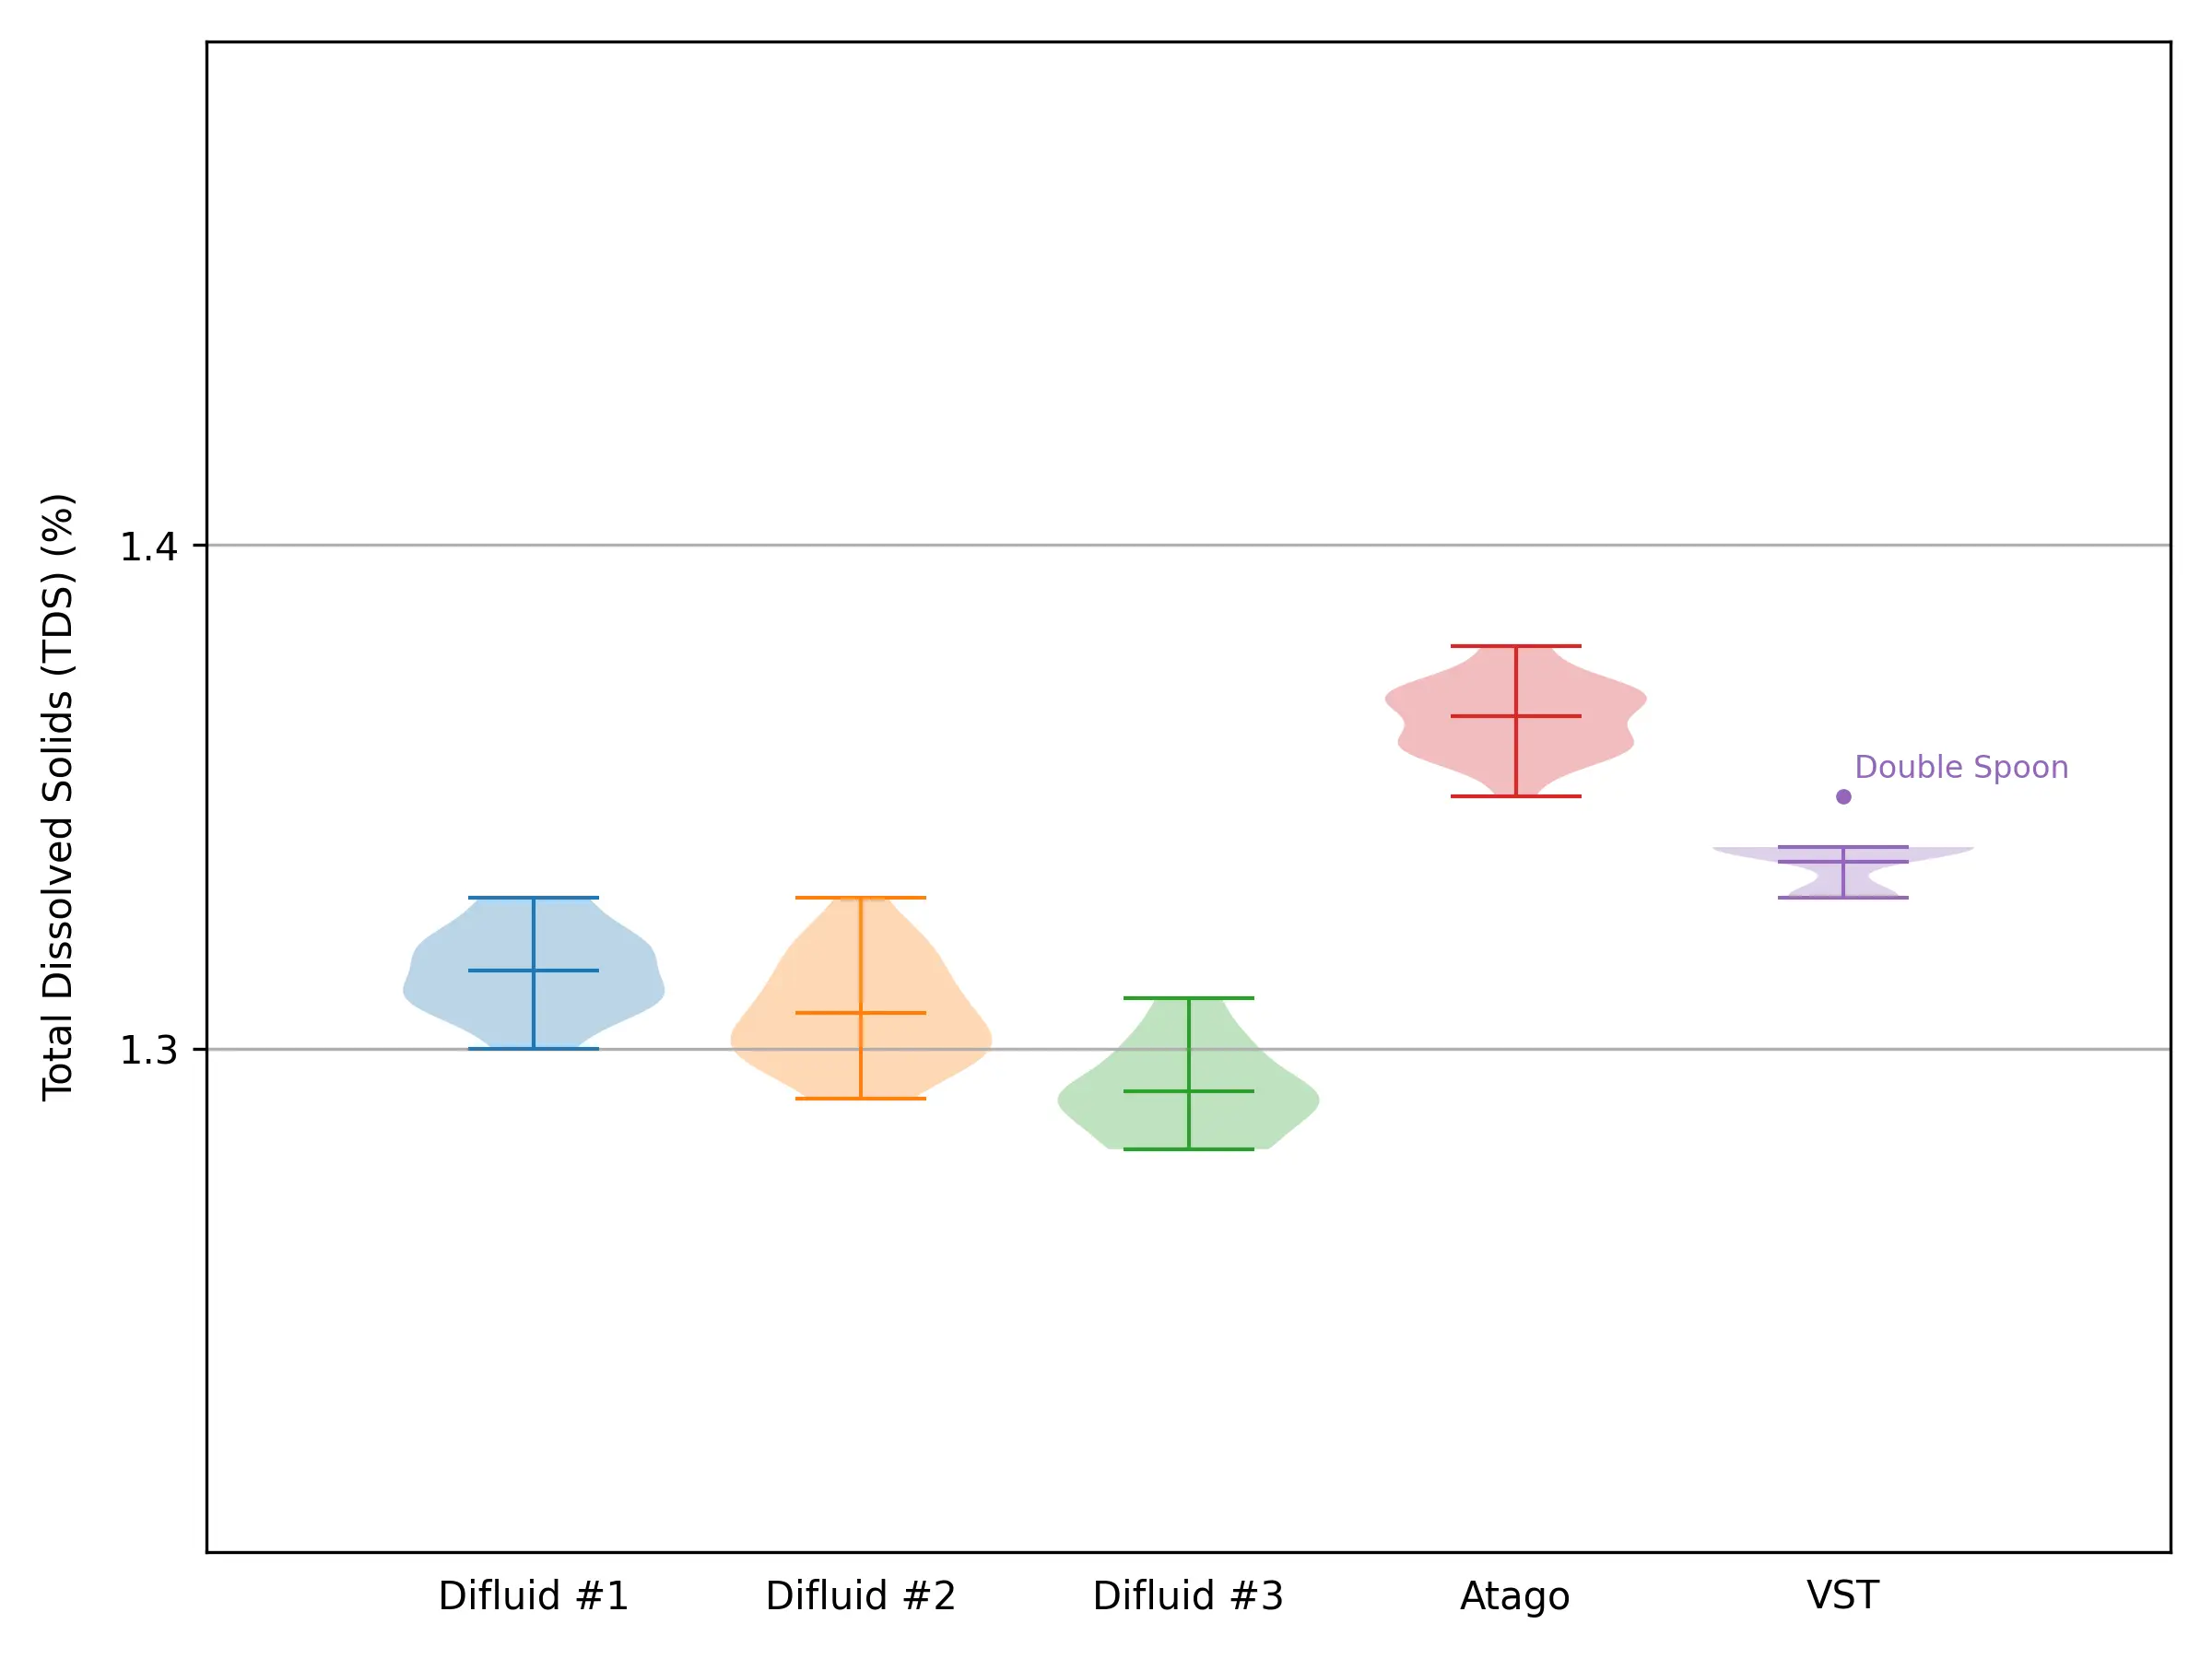 Total Dissolved Solids (TDS) (%)
1.4
1.3
Double Spoon
Difluid #1
Difluid #2
Difluid #3
Atago
VST